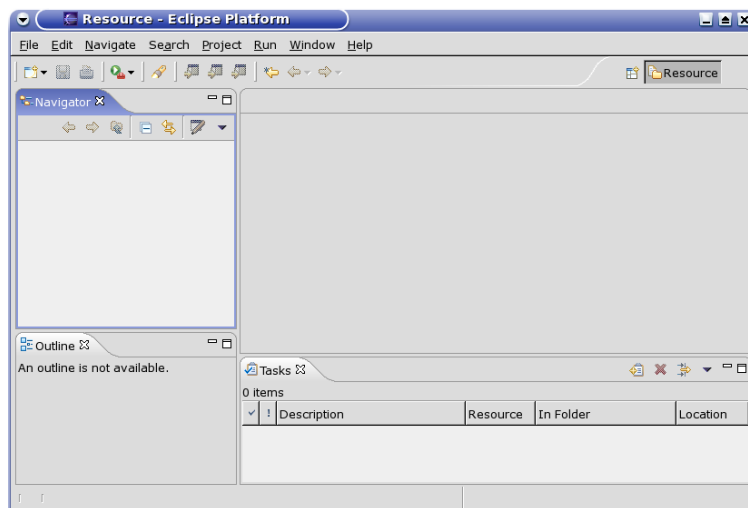 Resource - Eclipse Platform
File Edit Navigate Search Project Run Window Help
Resource
Navigator
Outline
An outline is not available.
Tasks
0 items
! Description Resource In Folder Location